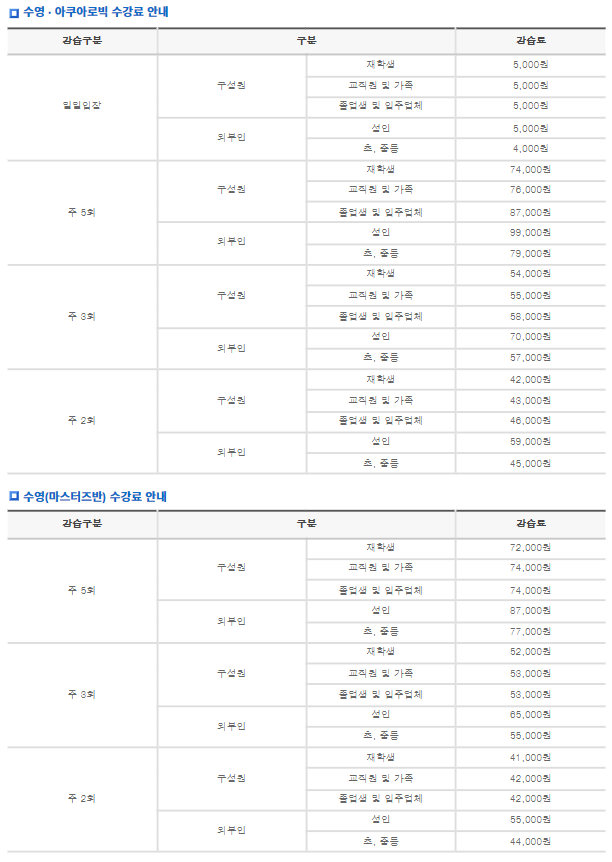 수영 · 아쿠아로빅 수강료 안내
강습구분 구분 강습료
일일입장 구성원 재학생 5,000원
교직원 및 가족 5,000원
졸업생 및 입주업체 5,000원
외부인 성인 5,000원
초, 중등 4,000원
주 5회 구성원 재학생 74,000원
교직원 및 가족 76,000원
졸업생 및 입주업체 87,000원
외부인 성인 99,000원
초, 중등 79,000원
주 3회 구성원 재학생 54,000원
교직원 및 가족 55,000원
졸업생 및 입주업체 58,000원
외부인 성인 70,000원
초, 중등 57,000원
주 2회 구성원 재학생 42,000원
교직원 및 가족 43,000원
졸업생 및 입주업체 46,000원
외부인 성인 59,000원
초, 중등 45,000원
수영(마스터즈반) 수강료 안내
강습구분 구분 강습료
주 5회 구성원 재학생 72,000원
교직원 및 가족 74,000원
졸업생 및 입주업체 74,000원
외부인 성인 87,000원
초, 중등 77,000원
주 3회 구성원 재학생 52,000원
교직원 및 가족 53,000원
졸업생 및 입주업체 53,000원
외부인 성인 65,000원
초, 중등 55,000원
주 2회 구성원 재학생 41,000원
교직원 및 가족 42,000원
졸업생 및 입주업체 42,000원
외부인 성인 55,000원
초, 중등 44,000원